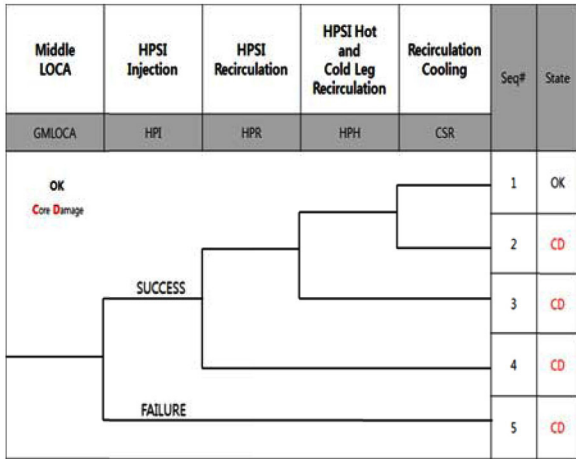 Middle
LOCA
HPSI
Injection
HPSI
Recirculation
HPSI Hot
and
Cold Leg
Recirculation
Recirculation
Cooling
Seq#
State
GMLOCA
HPI
HPR
HPH
CSR
OK
Core Damage
1
OK
2
CD
SUCCESS
3
CD
4
CD
FAILURE
5
CD